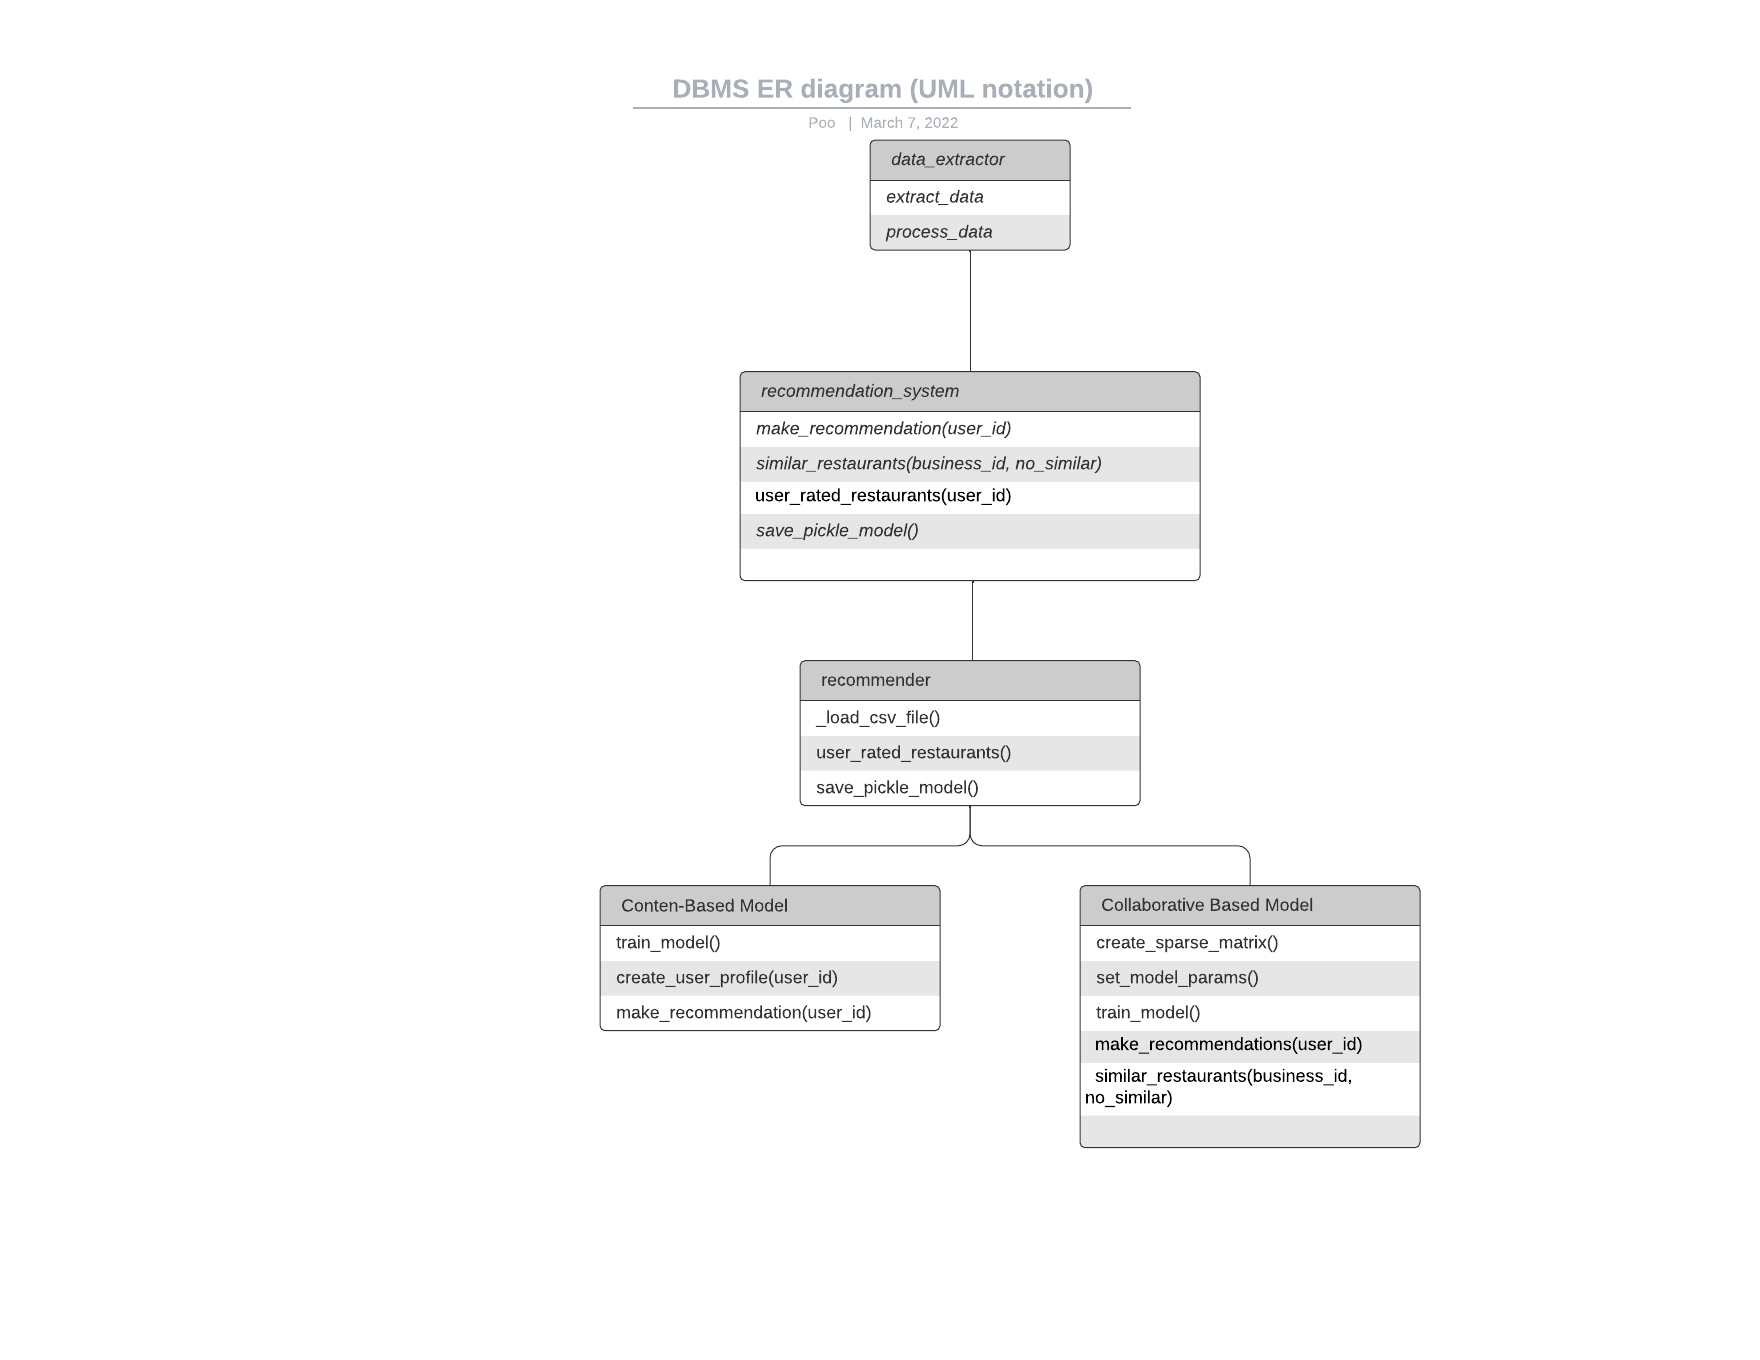 DBMS ER diagram (UML notation)
Poo | March 7, 2022
data_extractor
extract_data
process_data
recommendation_system
make_recommendation(user_id)
similar_restaurants(business_id, no_similar)
user_rated_restaurants(user_id)
save_pickle_model()
recommender
_load_csv_file()
user_rated_restaurants()
save_pickle_model()
Conten-Based Model
train_model()
create_user_profile(user_id)
make_recommendation(user_id)
Collaborative Based Model
create_sparse_matrix()
set_model_params()
train_model()
make_recommendations(user_id)
similar_restaurants(business_id,
no_similar)